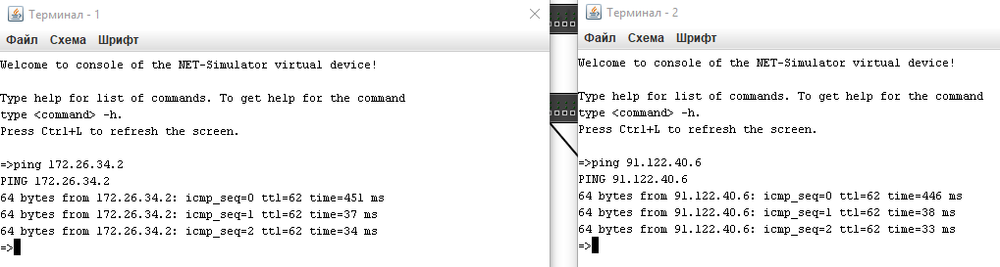 Терминал - 1
Файл Схема Шрифт
Welcome to console of the NET-Simulator virtual device!
Type help for list of commands. To get help for the command
type <command> -h.
Press Ctrl+L to refresh the screen.
=>ping 172.26.34.2
PING 172.26.34.2
64 bytes from 172.26.34.2: icmp_seq=0 ttl=62 time=451 ms
64 bytes from 172.26.34.2: icmp_seq=1 ttl=62 time=37 ms
64 bytes from 172.26.34.2: icmp_seq=2 ttl=62 time=34 ms
=>
Терминал - 2
Файл Схема Шрифт
Welcome to console of the NET-Simulator virtual device!
Type help for list of commands. To get help for the command
type <command> -h.
Press Ctrl+L to refresh the screen.
=>ping 91.122.40.6
PING 91.122.40.6
64 bytes from 91.122.40.6: icmp_seq=0 ttl=62 time=446 ms
64 bytes from 91.122.40.6: icmp_seq=1 ttl=62 time=38 ms
64 bytes from 91.122.40.6: icmp_seq=2 ttl=62 time=33 ms
=>